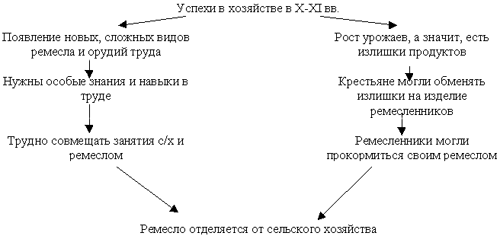 Успехи в хозяйстве в X-XI вв.
Появление новых, сложных видов
ремесла и орудий труда
Рост урожаев, а значит, есть
излишки продуктов
Нужны особые знания и навыки в
труде
Крестьяне могли обменять
излишки на изделие
ремесленников
Трудно совмещать занятия с/х и
ремеслом
Ремесленники могли
прокормиться своим ремеслом
Ремесло отделяется от сельского хозяйства